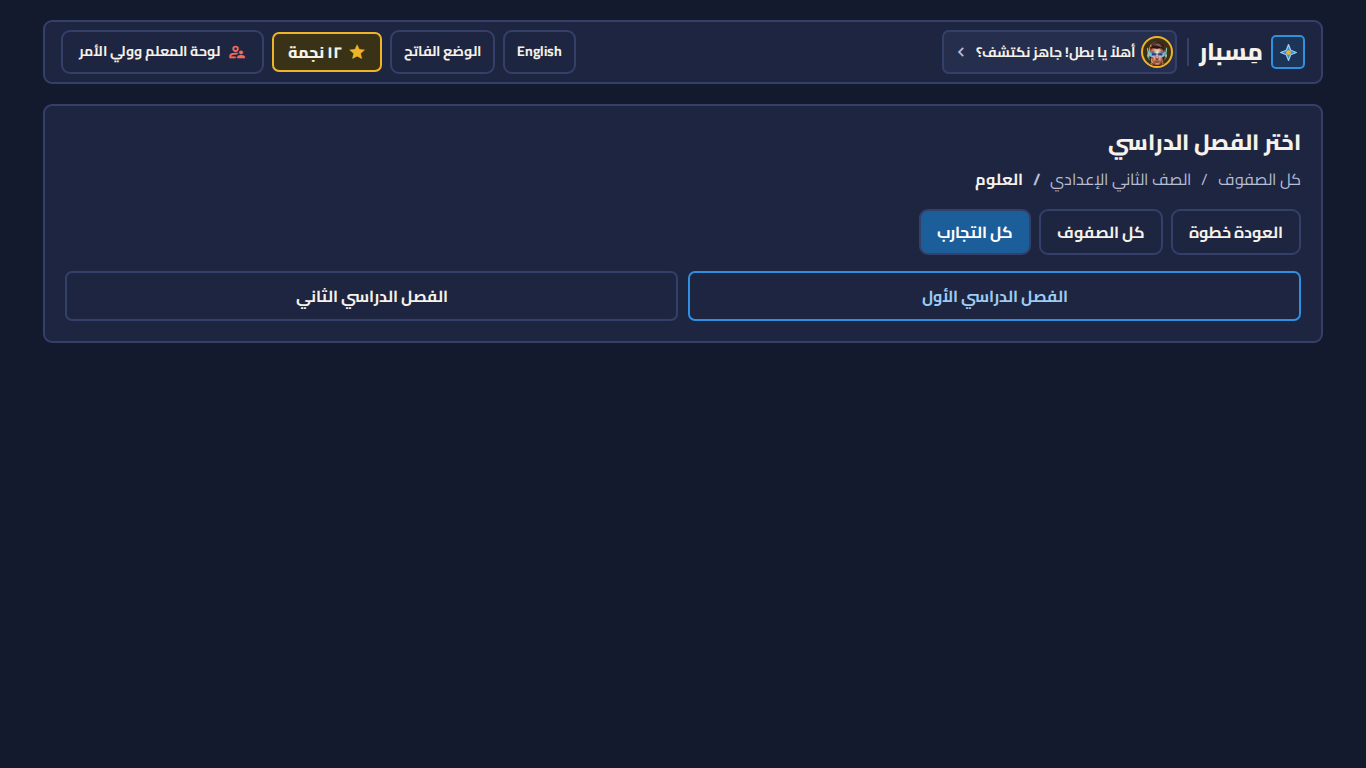 مِسبار
أهلاً يا بطل! جاهز نكتشف؟
English
الوضع الفاتح
١٢ نجمة
لوحة المعلم وولي الأمر
اختر الفصل الدراسي
كل الصفوف / الصف الثاني الإعدادي / العلوم
العودة خطوة
كل الصفوف
كل التجارب
الفصل الدراسي الأول
الفصل الدراسي الثاني